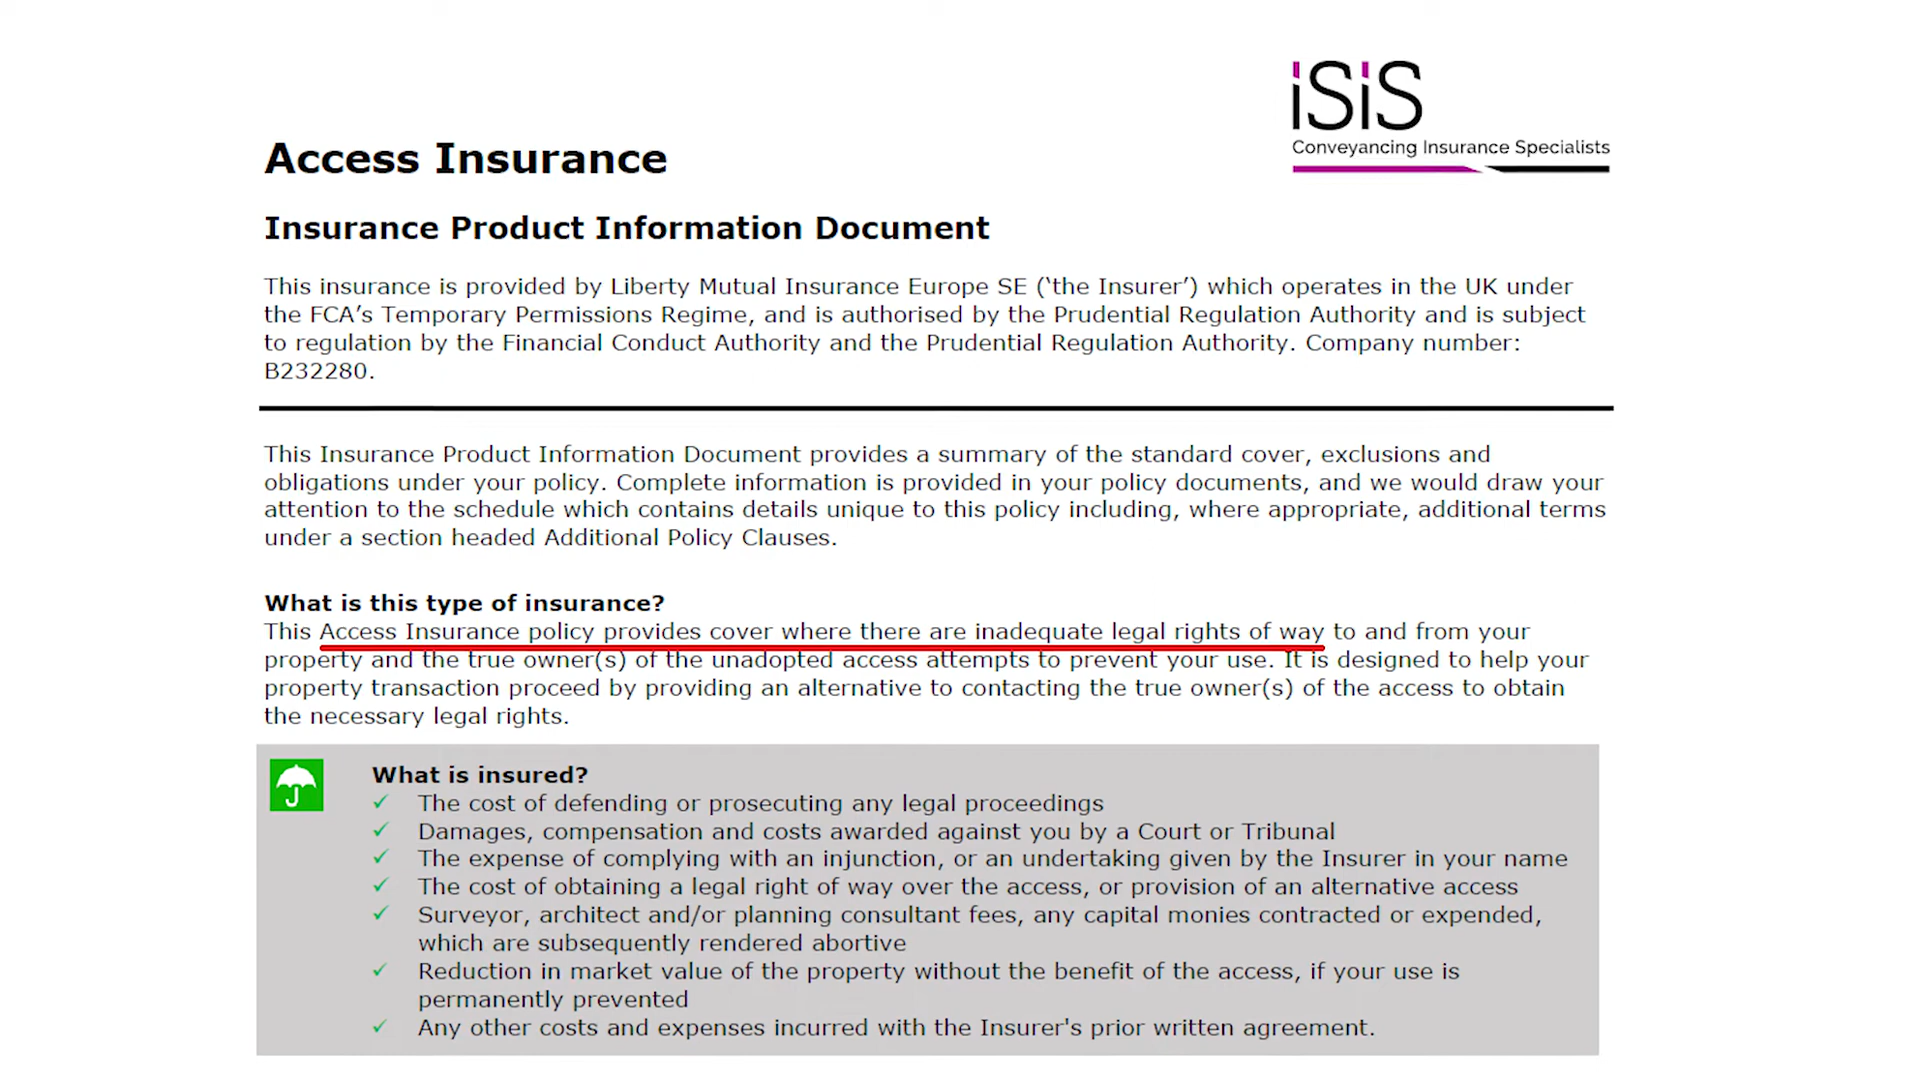 iSiS
Conveyancing Insurance Specialists
Access Insurance
Insurance Product Information Document
This insurance is provided by Liberty Mutual Insurance Europe SE (‘the Insurer’) which operates in the UK under
the FCA’s Temporary Permissions Regime, and is authorised by the Prudential Regulation Authority and is subject
to regulation by the Financial Conduct Authority and the Prudential Regulation Authority. Company number:
B232280.
This Insurance Product Information Document provides a summary of the standard cover, exclusions and
obligations under your policy. Complete information is provided in your policy documents, and we would draw your
attention to the schedule which contains details unique to this policy including, where appropriate, additional terms
under a section headed Additional Policy Clauses.
What is this type of insurance?
This Access Insurance policy provides cover where there are inadequate legal rights of way to and from your
property and the true owner(s) of the unadopted access attempts to prevent your use. It is designed to help your
property transaction proceed by providing an alternative to contacting the true owner(s) of the access to obtain
the necessary legal rights.
What is insured?
✓ The cost of defending or prosecuting any legal proceedings
✓ Damages, compensation and costs awarded against you by a Court or Tribunal
✓ The expense of complying with an injunction, or an undertaking given by the Insurer in your name
✓ The cost of obtaining a legal right of way over the access, or provision of an alternative access
✓ Surveyor, architect and/or planning consultant fees, any capital monies contracted or expended,
which are subsequently rendered abortive
✓ Reduction in market value of the property without the benefit of the access, if your use is
permanently prevented
✓ Any other costs and expenses incurred with the Insurer's prior written agreement.